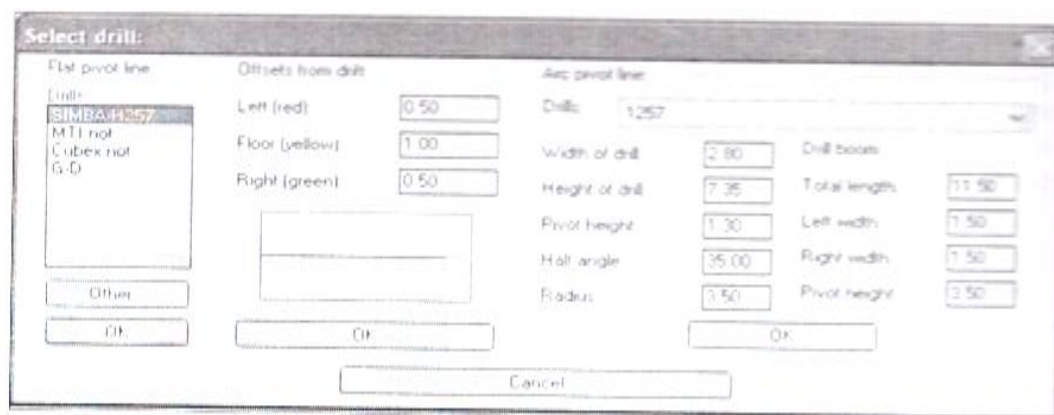 Select drill:
Flat pivot line
Drills
SIMBA H257
MTI not
Cubex not
G-D
Other
OK
Offsets from drift
Left (red) 0.50
Floor (yellow) 1.00
Right (green) 0.50
OK
Arc pivot line
Drills 1257
Width of drill 2.80
Height of drill 7.35
Pivot height 1.30
Half angle 35.00
Radius 3.50
Drill boom
Total length 11.50
Left width 1.50
Right width 1.50
Pivot height 3.50
OK
Cancel